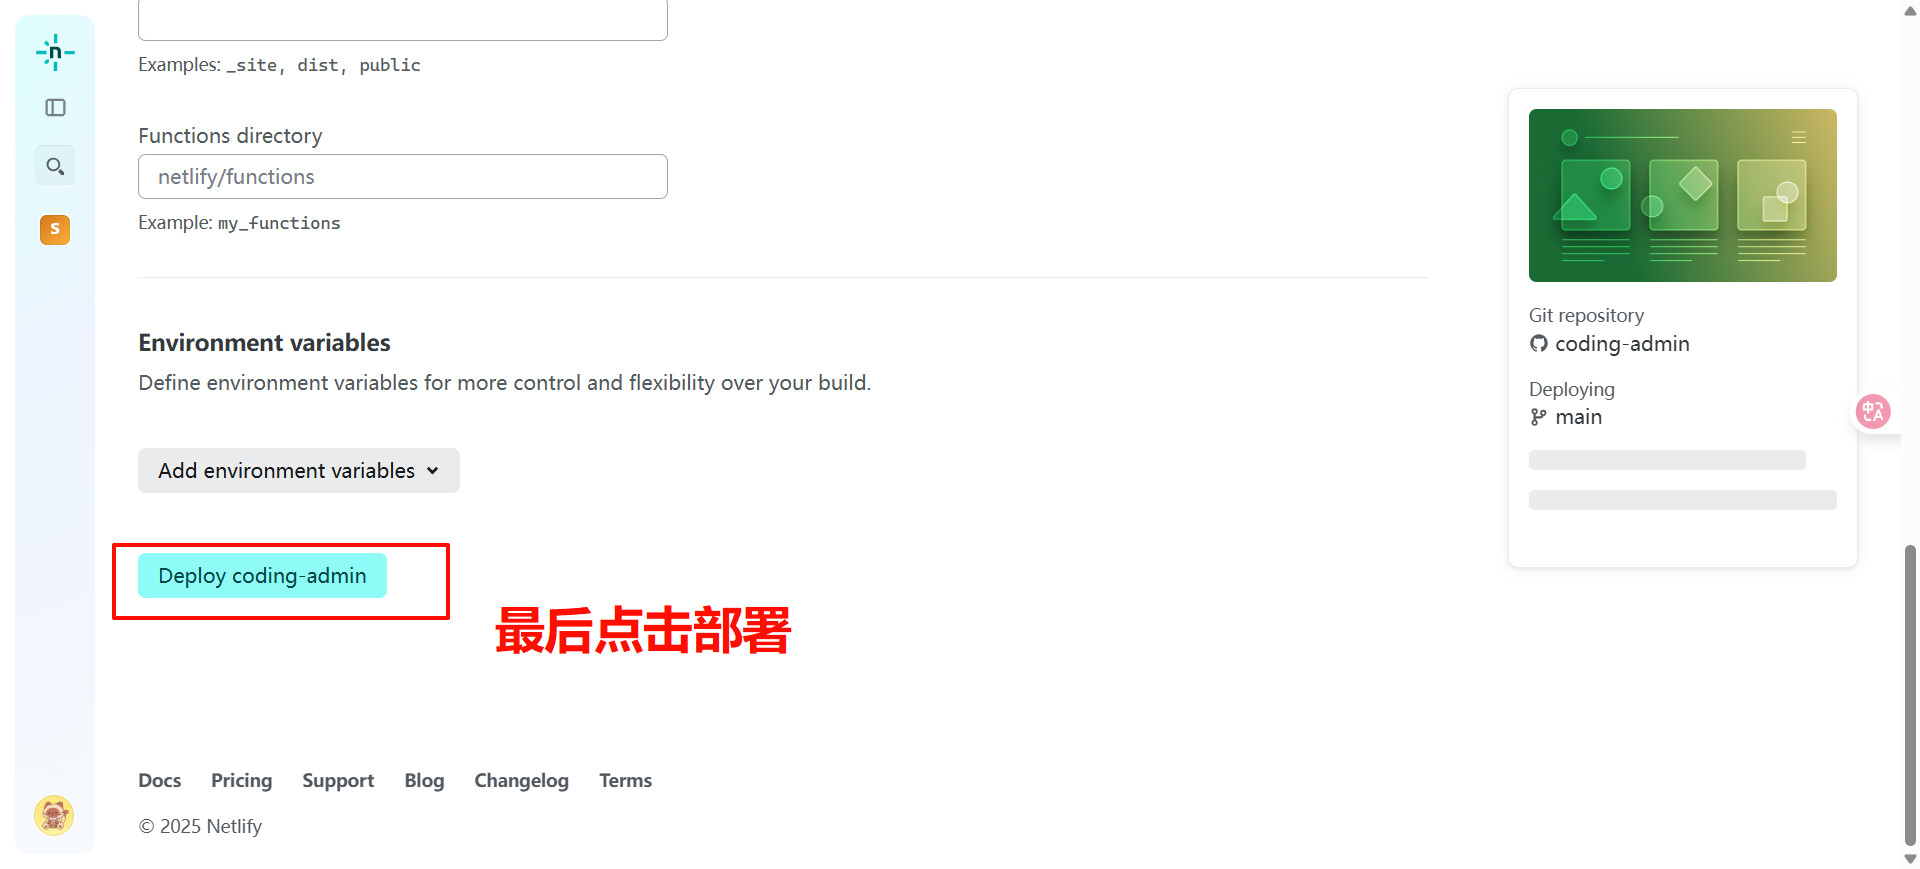 n
Examples: _site, dist, public
Functions directory
netlify/functions
Example: my_functions
S
Environment variables
Define environment variables for more control and flexibility over your build.
Add environment variables
Deploy coding-admin
最后点击部署
Git repository
coding-admin
Deploying
main
中A
Docs Pricing Support Blog Changelog Terms
© 2025 Netlify